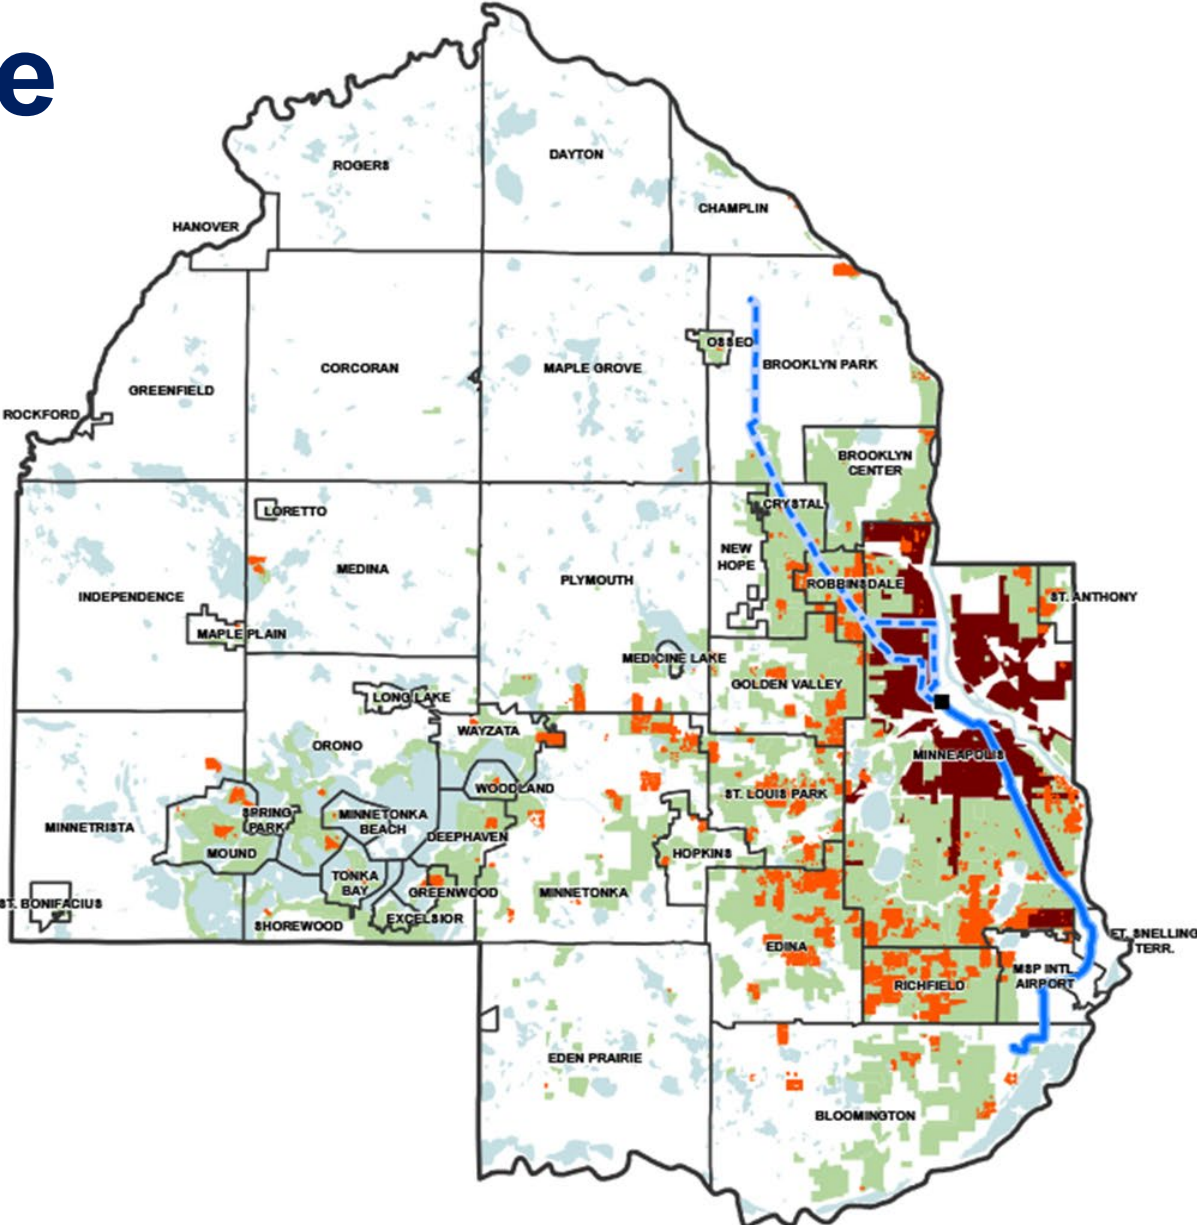 e
ROGERS
DAYTON
CHAMPLIN
HANOVER
OSSEO
BROOKLYN PARK
CORCORAN
MAPLE GROVE
GREENFIELD
ROCKFORD
BROOKLYN
CENTER
LORETTO
CRYSTAL
NEW
HOPE
MEDINA
PLYMOUTH
ROBBINSDALE
INDEPENDENCE
ST. ANTHONY
MAPLE PLAIN
MEDICINE LAKE
GOLDEN VALLEY
LONG LAKE
WAYZATA
ORONO
MINNEAPOLIS
WOODLAND
ST. LOUIS PARK
SPRING
PARK
MINNETONKA
BEACH
MINNETRISTA
DEEPHAVEN
MOUND
HOPKINS
TONKA
BAY
GREENWOOD
MINNETONKA
ST. BONIFACIUS
EXCELSIOR
SHOREWOOD
EDINA
FT. SNELLING
TERR.
MSP INTL.
AIRPORT
RICHFIELD
EDEN PRAIRIE
BLOOMINGTON